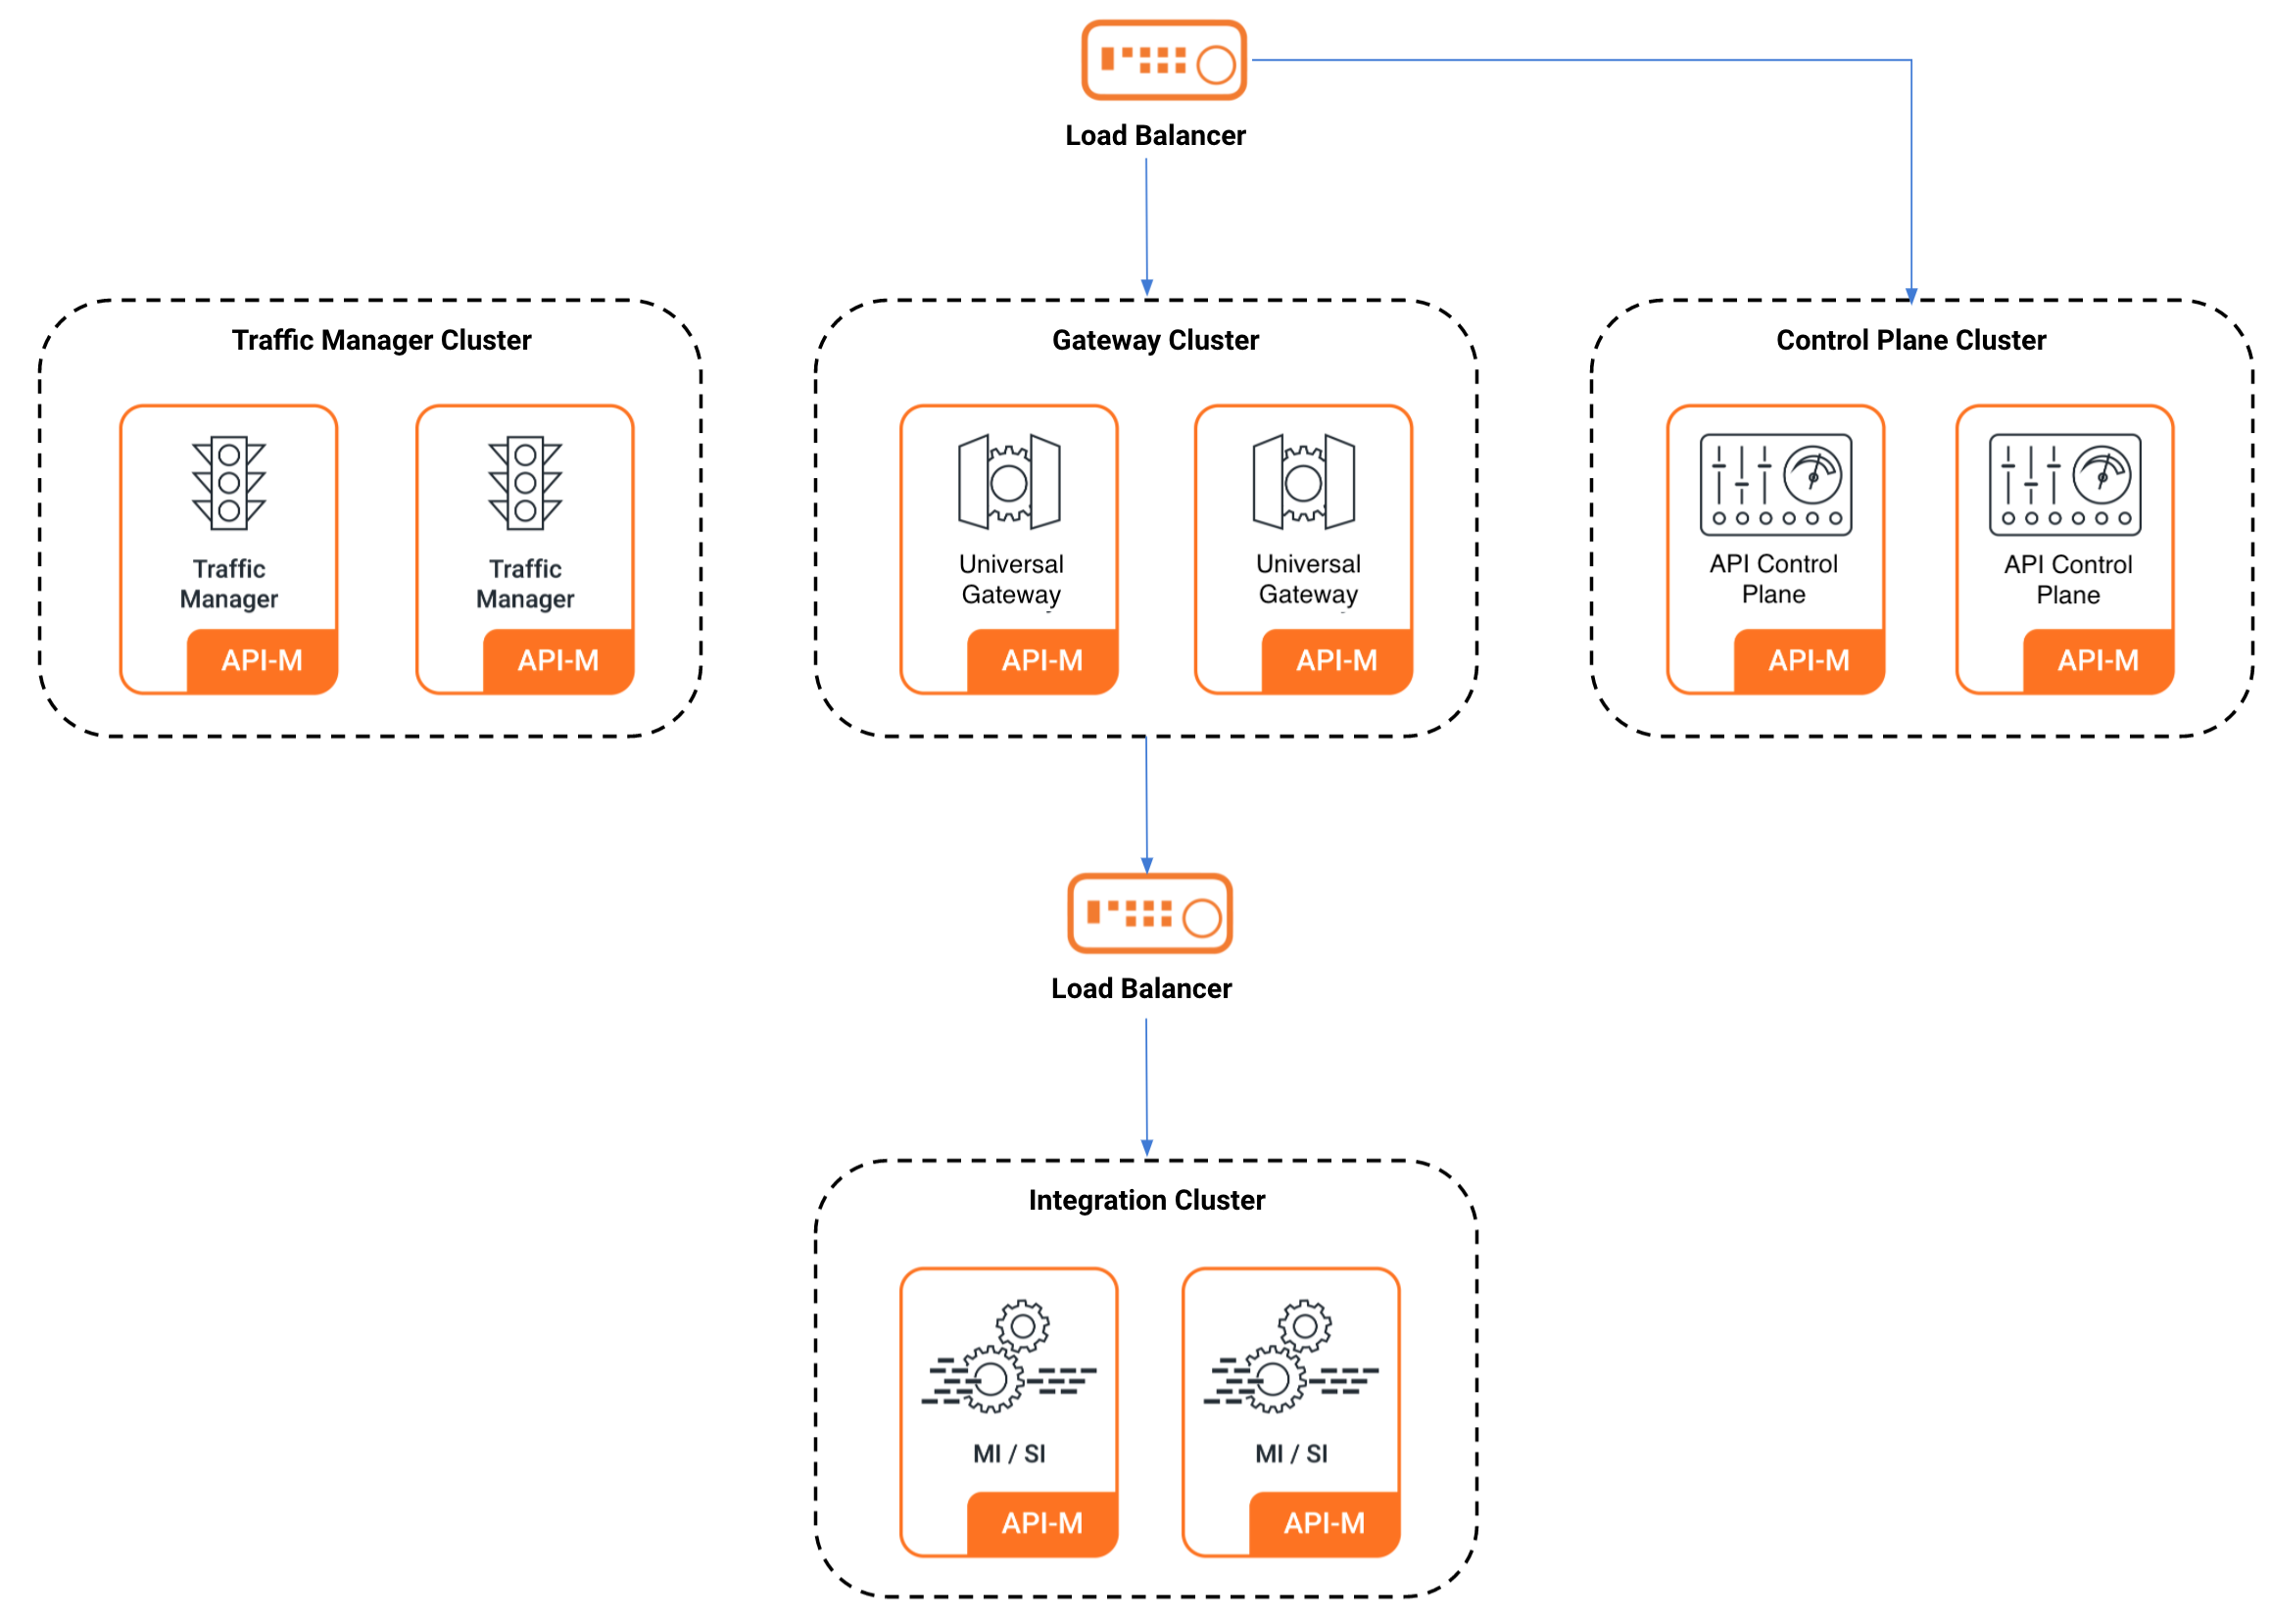 Load Balancer
Traffic Manager Cluster
Traffic
Manager
API-M
Traffic
Manager
API-M
Gateway Cluster
Universal
Gateway
API-M
Universal
Gateway
API-M
Control Plane Cluster
API Control
Plane
API-M
API Control
Plane
API-M
Load Balancer
Integration Cluster
MI / SI
API-M
MI / SI
API-M